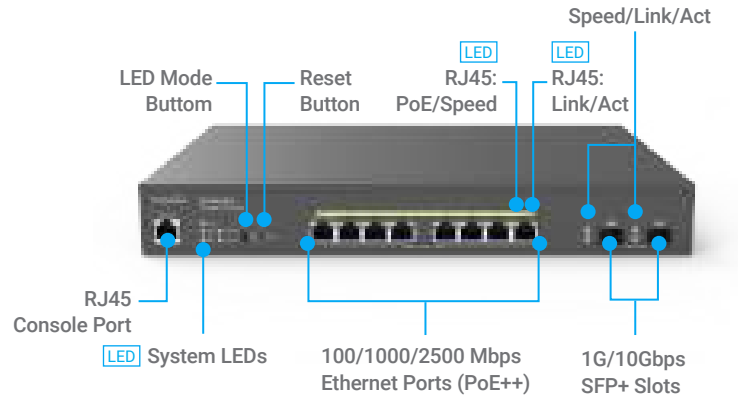 Speed/Link/Act
LED
LED
LED Mode
Buttom
Reset
Button
RJ45:
PoE/Speed
RJ45:
Link/Act
RJ45
Console Port
LED System LEDs
100/1000/2500 Mbps
Ethernet Ports (PoE++)
1G/10Gbps
SFP+ Slots